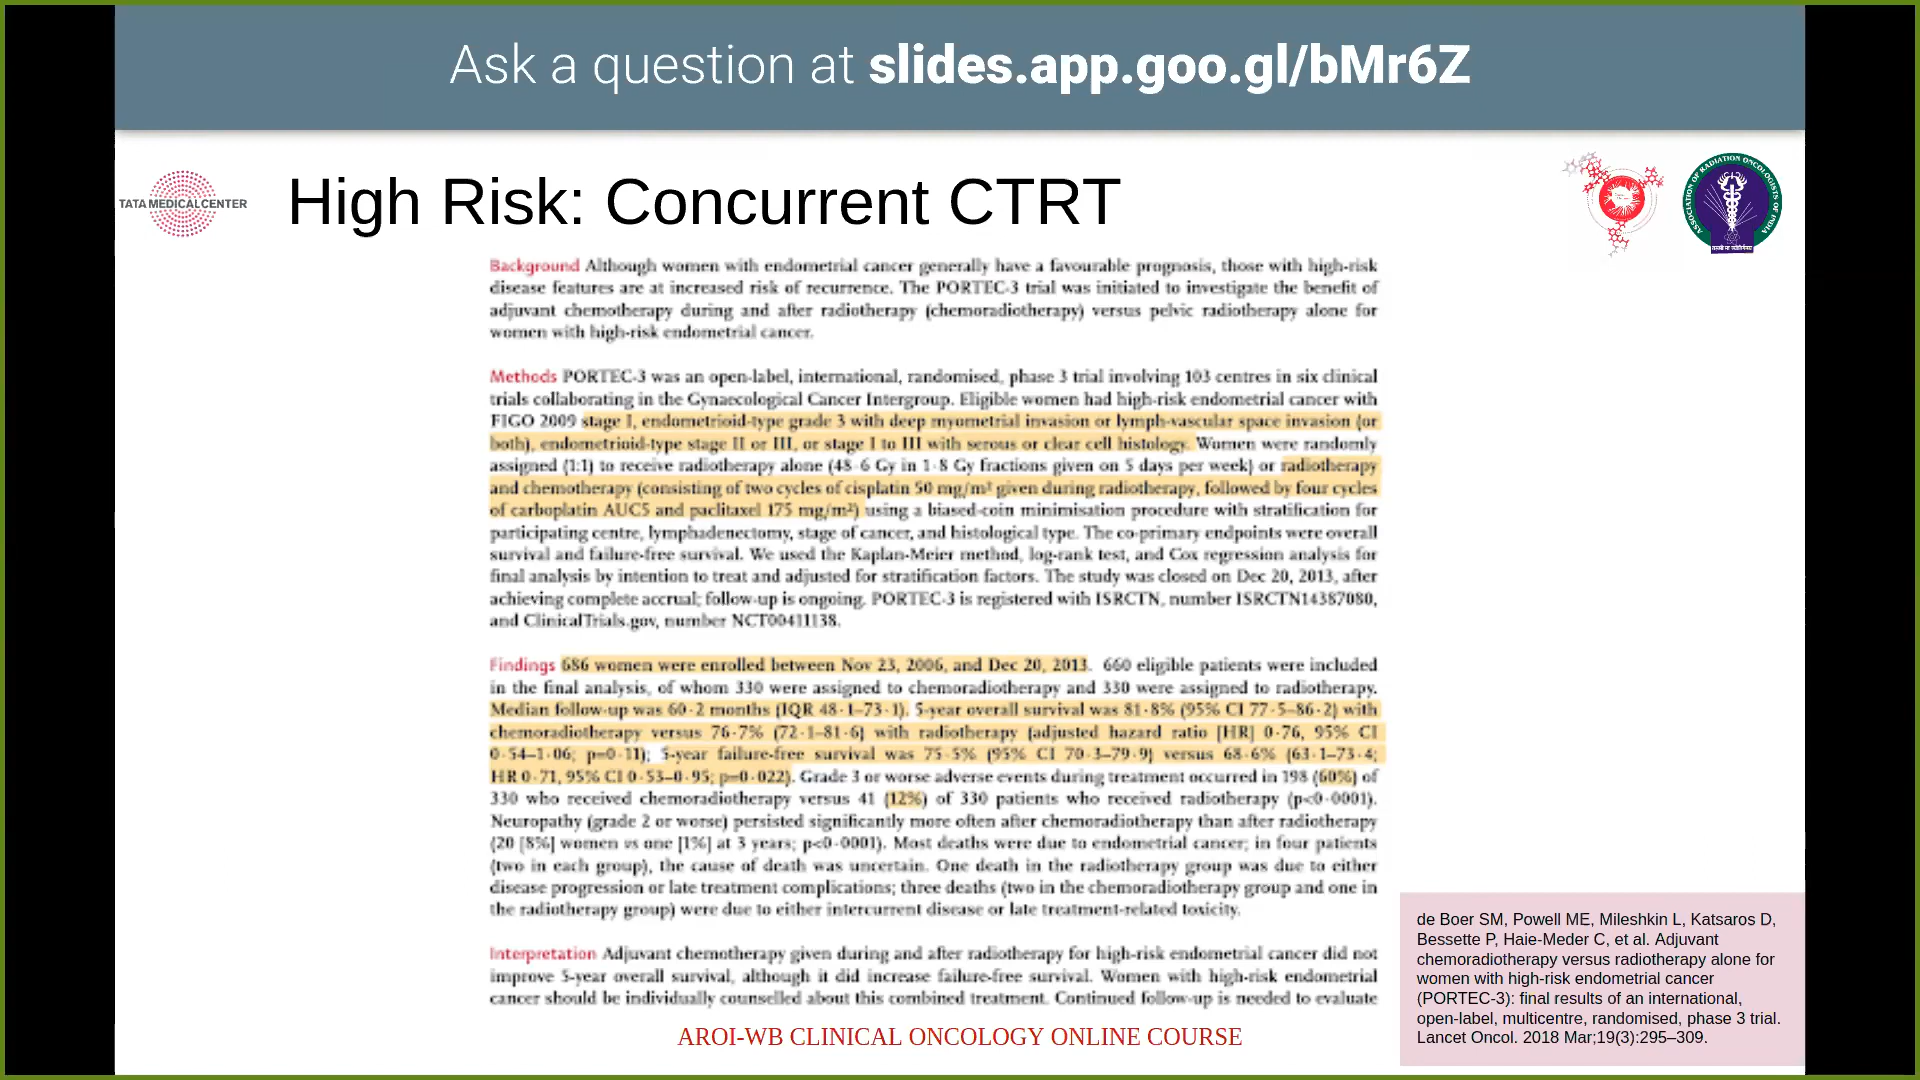 Ask a question at slides.app.goo.gl/bMr6Z
TATA MEDICAL CENTER
High Risk: Concurrent CTRT
ASSOCIATION OF RADIATION ONCOLOGISTS OF INDIA
Background Although women with endometrial cancer generally have a favourable prognosis, those with high-risk
disease features are at increased risk of recurrence. The PORTEC-3 trial was initiated to investigate the benefit of
adjuvant chemotherapy during and after radiotherapy (chemoradiotherapy) versus pelvic radiotherapy alone for
women with high-risk endometrial cancer.
Methods PORTEC-3 was an open-label, international, randomised, phase 3 trial involving 103 centres in six clinical
trials collaborating in the Gynaecological Cancer Intergroup. Eligible women had high-risk endometrial cancer with
FIGO 2009 stage I, endometrioid-type grade 3 with deep myometrial invasion or lymph-vascular space invasion (or
both), endometrioid-type stage II or III, or stage I to III with serous or clear cell histology. Women were randomly
assigned (1:1) to receive radiotherapy alone (48·6 Gy in 1·8 Gy fractions given on 5 days per week) or radiotherapy
and chemotherapy (consisting of two cycles of cisplatin 50 mg/m² given during radiotherapy, followed by four cycles
of carboplatin AUC5 and paclitaxel 175 mg/m²) using a biased-coin minimisation procedure with stratification for
participating centre, lymphadenectomy, stage of cancer, and histological type. The co-primary endpoints were overall
survival and failure-free survival. We used the Kaplan-Meier method, log-rank test, and Cox regression analysis for
final analysis by intention to treat and adjusted for stratification factors. The study was closed on Dec 20, 2013, after
achieving complete accrual; follow-up is ongoing. PORTEC-3 is registered with ISRCTN, number ISRCTN14387080,
and ClinicalTrials.gov, number NCT00411138.
Findings 686 women were enrolled between Nov 23, 2006, and Dec 20, 2013. 660 eligible patients were included
in the final analysis, of whom 330 were assigned to chemoradiotherapy and 330 were assigned to radiotherapy.
Median follow-up was 60·2 months (IQR 48·1–73·1). 5-year overall survival was 81·8% (95% CI 77·5–86·2) with
chemoradiotherapy versus 76·7% (72·1–81·6) with radiotherapy (adjusted hazard ratio [HR] 0·76, 95% CI
0·54–1·06; p=0·11); 5-year failure-free survival was 75·5% (95% CI 70·3–79·9) versus 68·6% (63·1–73·4;
HR 0·71, 95% CI 0·53–0·95; p=0·022). Grade 3 or worse adverse events during treatment occurred in 198 (60%) of
330 who received chemoradiotherapy versus 41 (12%) of 330 patients who received radiotherapy (p<0·0001).
Neuropathy (grade 2 or worse) persisted significantly more often after chemoradiotherapy than after radiotherapy
(20 [8%] women vs one [1%] at 3 years; p<0·0001). Most deaths were due to endometrial cancer; in four patients
(two in each group), the cause of death was uncertain. One death in the radiotherapy group was due to either
disease progression or late treatment complications; three deaths (two in the chemoradiotherapy group and one in
the radiotherapy group) were due to either intercurrent disease or late treatment-related toxicity.
Interpretation Adjuvant chemotherapy given during and after radiotherapy for high-risk endometrial cancer did not
improve 5-year overall survival, although it did increase failure-free survival. Women with high-risk endometrial
cancer should be individually counselled about this combined treatment. Continued follow-up is needed to evaluate
de Boer SM, Powell ME, Mileshkin L, Katsaros D,
Bessette P, Haie-Meder C, et al. Adjuvant
chemoradiotherapy versus radiotherapy alone for
women with high-risk endometrial cancer
(PORTEC-3): final results of an international,
open-label, multicentre, randomised, phase 3 trial.
Lancet Oncol. 2018 Mar;19(3):295–309.
AROI-WB CLINICAL ONCOLOGY ONLINE COURSE